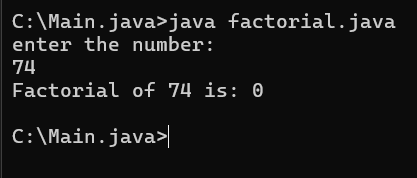 C:\Main.java>java factorial.java
enter the number:
74
Factorial of 74 is: 0
C:\Main.java>